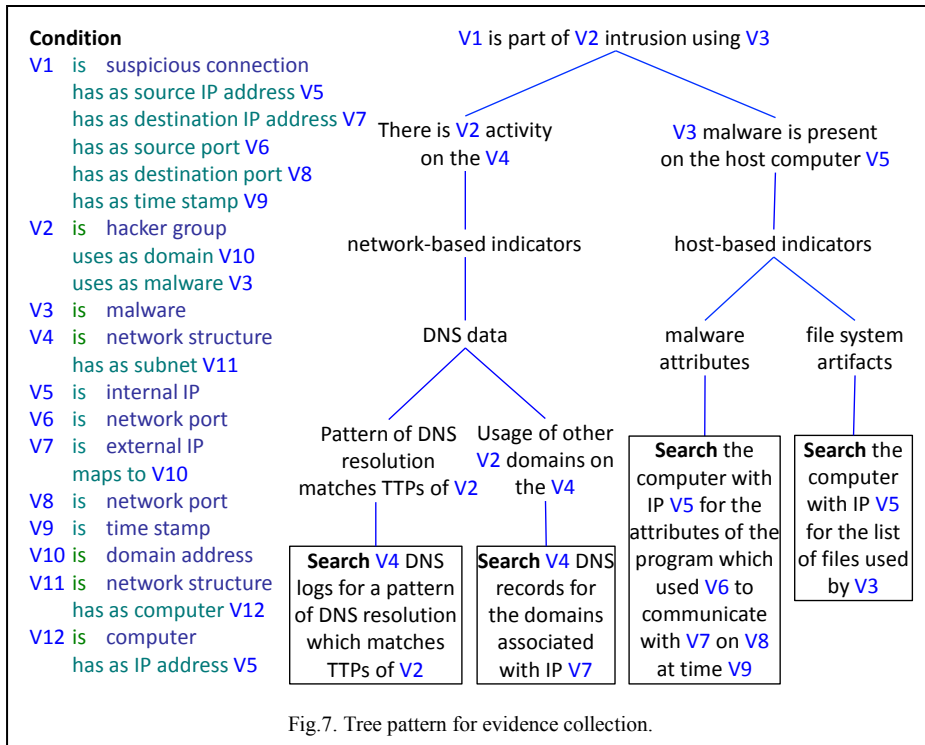 Condition
V1 is suspicious connection
has as source IP address V5
has as destination IP address V7
has as source port V6
has as destination port V8
has as time stamp V9
V2 is hacker group
uses as domain V10
uses as malware V3
V3 is malware
V4 is network structure
has as subnet V11
V5 is internal IP
V6 is network port
V7 is external IP
maps to V10
V8 is network port
V9 is time stamp
V10 is domain address
V11 is network structure
has as computer V12
V12 is computer
has as IP address V5
V1 is part of V2 intrusion using V3
There is V2 activity
on the V4
network-based indicators
DNS data
Pattern of DNS
resolution
matches TTPs of V2
Search V4 DNS
logs for a pattern
of DNS resolution
which matches
TTPs of V2
Usage of other
V2 domains on
the V4
Search V4 DNS
records for
the domains
associated
with IP V7
V3 malware is present
on the host computer V5
host-based indicators
malware
attributes
Search the
computer with
IP V5 for the
attributes of the
program which
used V6 to
communicate
with V7 on V8
at time V9
file system
artifacts
Search the
computer
with IP V5
for the list
of files used
by V3
Fig.7. Tree pattern for evidence collection.